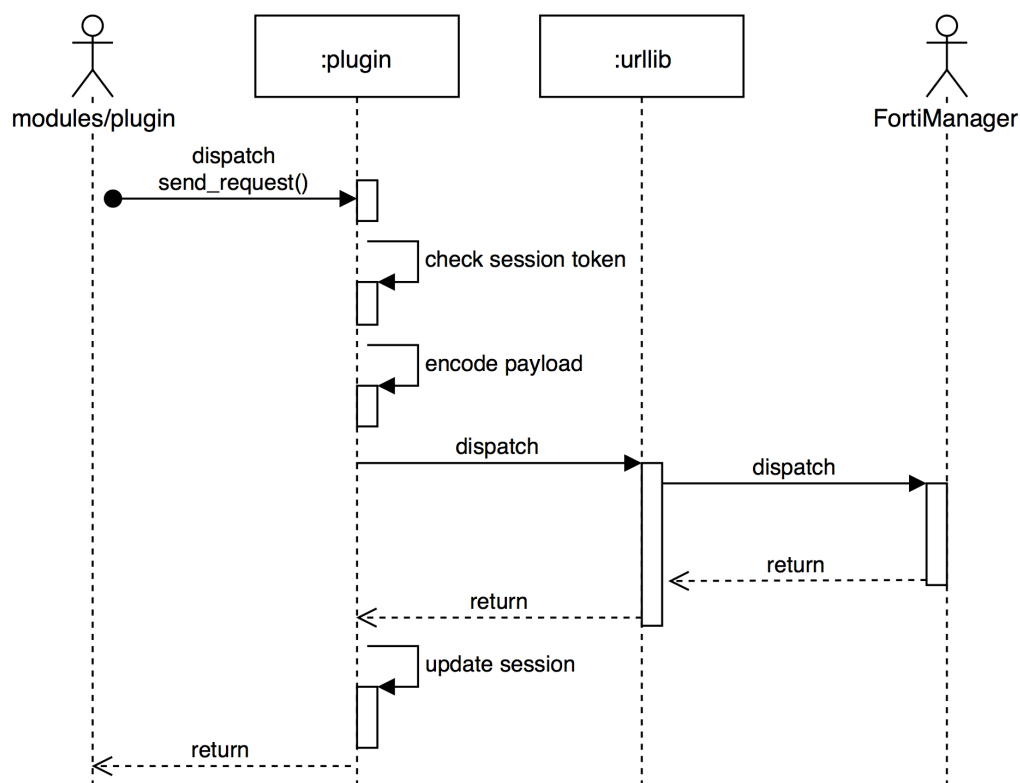 :plugin
:urllib
modules/plugin
FortiManager
dispatch
send_request()
check session token
encode payload
dispatch
dispatch
return
return
update session
return